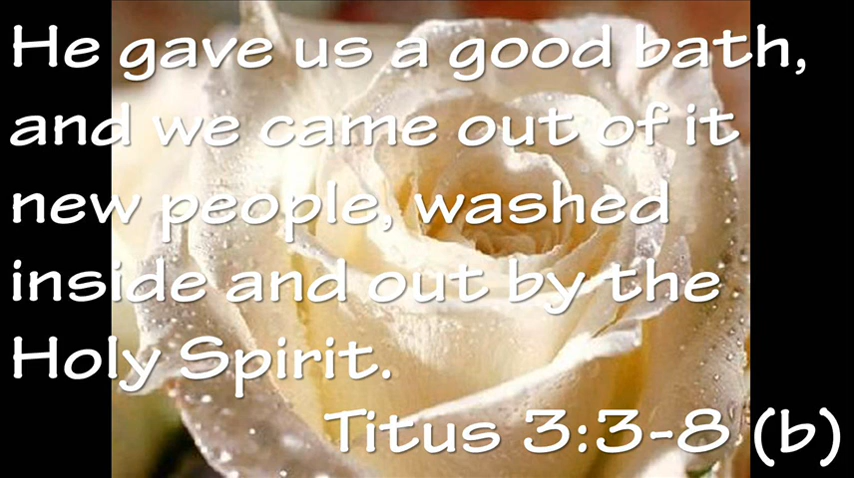 He gave us a good bath,
and we came out of it
new people, washed
inside and out by the
Holy Spirit.
Titus 3:3-8 (b)